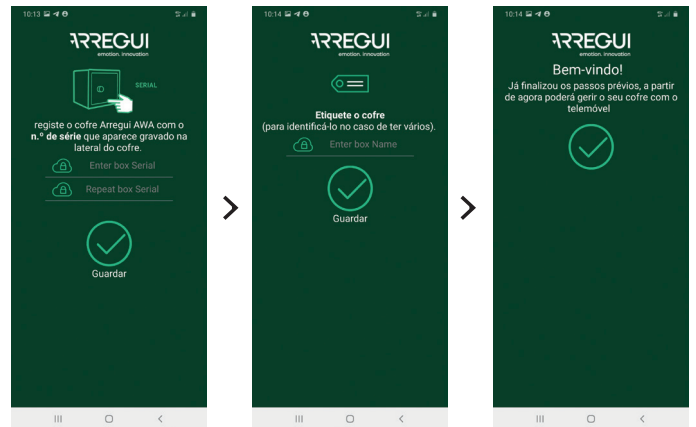 10:13
ARREGUI
emotion. innovation
SERIAL
registe o cofre Arregui AWA com o
n.º de série que aparece gravado na
lateral do cofre.
Enter box Serial
Repeat box Serial
Guardar
10:14
ARREGUI
emotion. innovation
Etiquete o cofre
(para identificá-lo no caso de ter vários).
Enter box Name
Guardar
10:14
ARREGUI
emotion. innovation
Bem-vindo!
Já finalizou os passos prévios, a partir
de agora poderá gerir o seu cofre com o
telemóvel